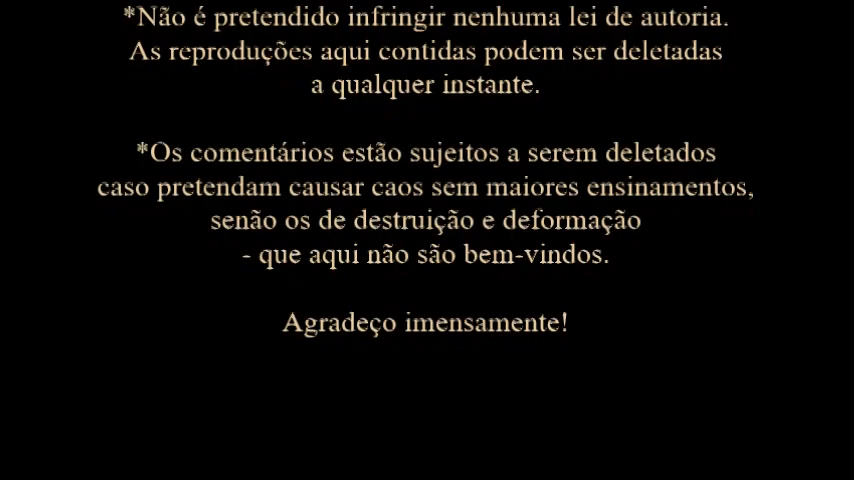 *Não é pretendido infringir nenhuma lei de autoria.
As reproduções aqui contidas podem ser deletadas
a qualquer instante.
*Os comentários estão sujeitos a serem deletados
caso pretendam causar caos sem maiores ensinamentos,
senão os de destruição e deformação
- que aqui não são bem-vindos.
Agradeço imensamente!